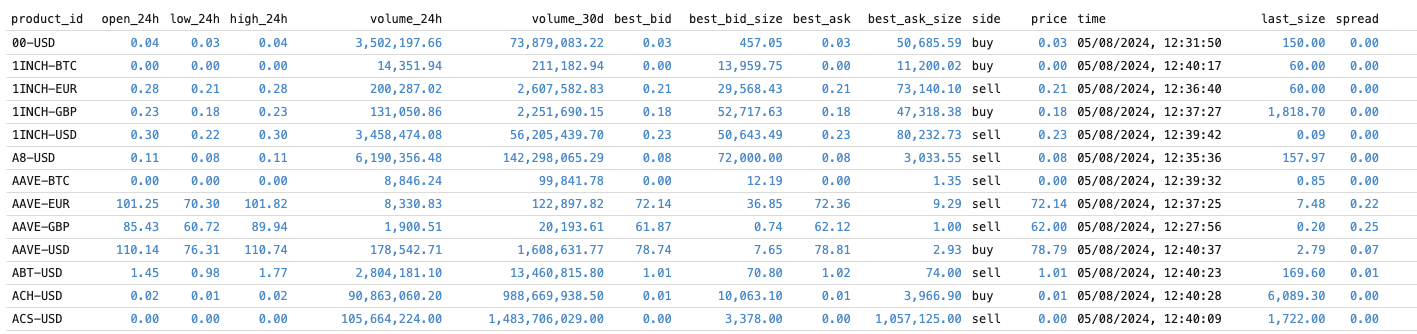 product_id open_24h low_24h high_24h volume_24h volume_30d best_bid best_bid_size best_ask best_ask_size side price time last_size spread
00-USD 0.04 0.03 0.04 3,502,197.66 73,879,083.22 0.03 457.05 0.03 50,685.59 buy 0.03 05/08/2024, 12:31:50 150.00 0.00
1INCH-BTC 0.00 0.00 0.00 14,351.94 211,182.94 0.00 13,959.75 0.00 11,200.02 buy 0.00 05/08/2024, 12:40:17 60.00 0.00
1INCH-EUR 0.28 0.21 0.28 200,287.02 2,607,582.83 0.21 29,568.43 0.21 73,140.10 sell 0.21 05/08/2024, 12:36:40 60.00 0.00
1INCH-GBP 0.23 0.18 0.23 131,050.86 2,251,690.15 0.18 52,717.63 0.18 47,318.38 buy 0.18 05/08/2024, 12:37:27 1,818.70 0.00
1INCH-USD 0.30 0.22 0.30 3,458,474.08 56,205,439.70 0.23 50,643.49 0.23 80,232.73 sell 0.23 05/08/2024, 12:39:42 0.09 0.00
A8-USD 0.11 0.08 0.11 6,190,356.48 142,298,065.29 0.08 72,000.00 0.08 3,033.55 sell 0.08 05/08/2024, 12:35:36 157.97 0.00
AAVE-BTC 0.00 0.00 0.00 8,846.24 99,841.78 0.00 12.19 0.00 1.35 sell 0.00 05/08/2024, 12:39:32 0.85 0.00
AAVE-EUR 101.25 70.30 101.82 8,330.83 122,897.82 72.14 36.85 72.36 9.29 sell 72.14 05/08/2024, 12:37:25 7.48 0.22
AAVE-GBP 85.43 60.72 89.94 1,900.51 20,193.61 61.87 0.74 62.12 1.00 sell 62.00 05/08/2024, 12:27:56 0.20 0.25
AAVE-USD 110.14 76.31 110.74 178,542.71 1,608,631.77 78.74 7.65 78.81 2.93 buy 78.79 05/08/2024, 12:40:37 2.79 0.07
ABT-USD 1.45 0.98 1.77 2,804,181.10 13,460,815.80 1.01 70.80 1.02 74.00 sell 1.01 05/08/2024, 12:40:23 169.60 0.01
ACH-USD 0.02 0.01 0.02 90,863,060.20 988,669,938.50 0.01 10,063.10 0.01 3,966.90 buy 0.01 05/08/2024, 12:40:28 6,089.30 0.00
ACS-USD 0.00 0.00 0.00 105,664,224.00 1,483,706,029.00 0.00 3,378.00 0.00 1,057,125.00 sell 0.00 05/08/2024, 12:40:09 1,722.00 0.00